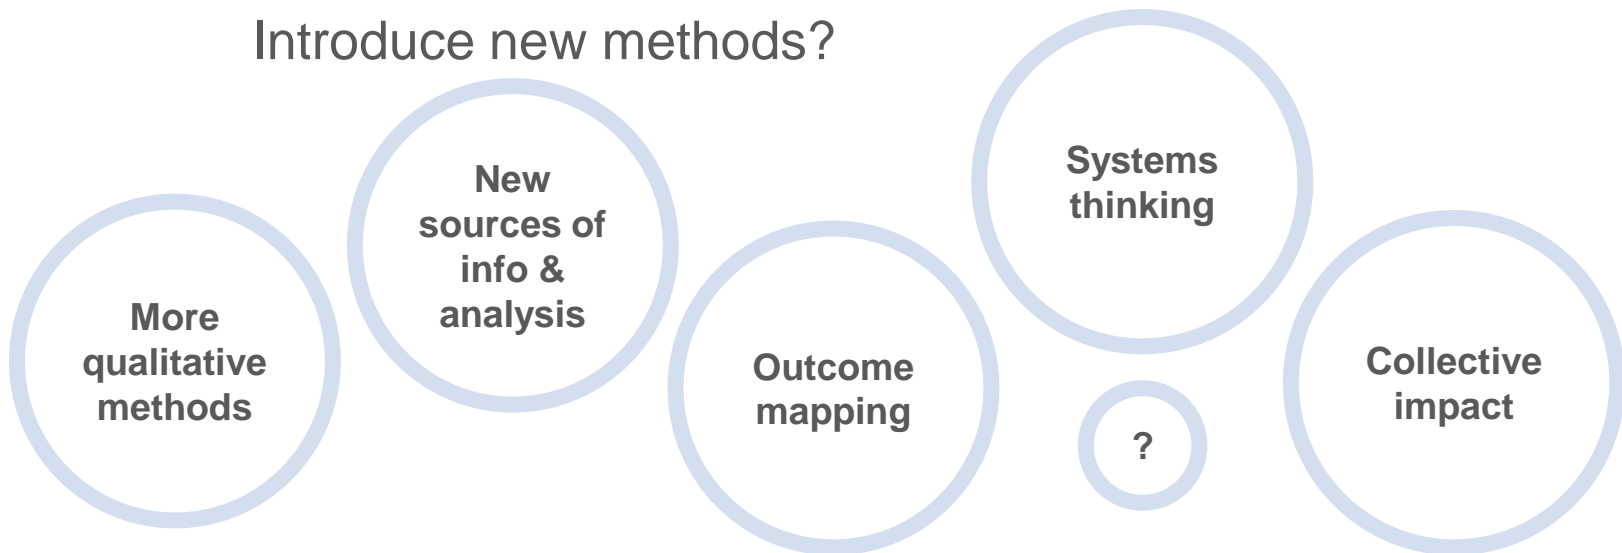 Introduce new methods?
More
qualitative
methods
New
sources of
info &
analysis
Outcome
mapping
Systems
thinking
?
Collective
impact